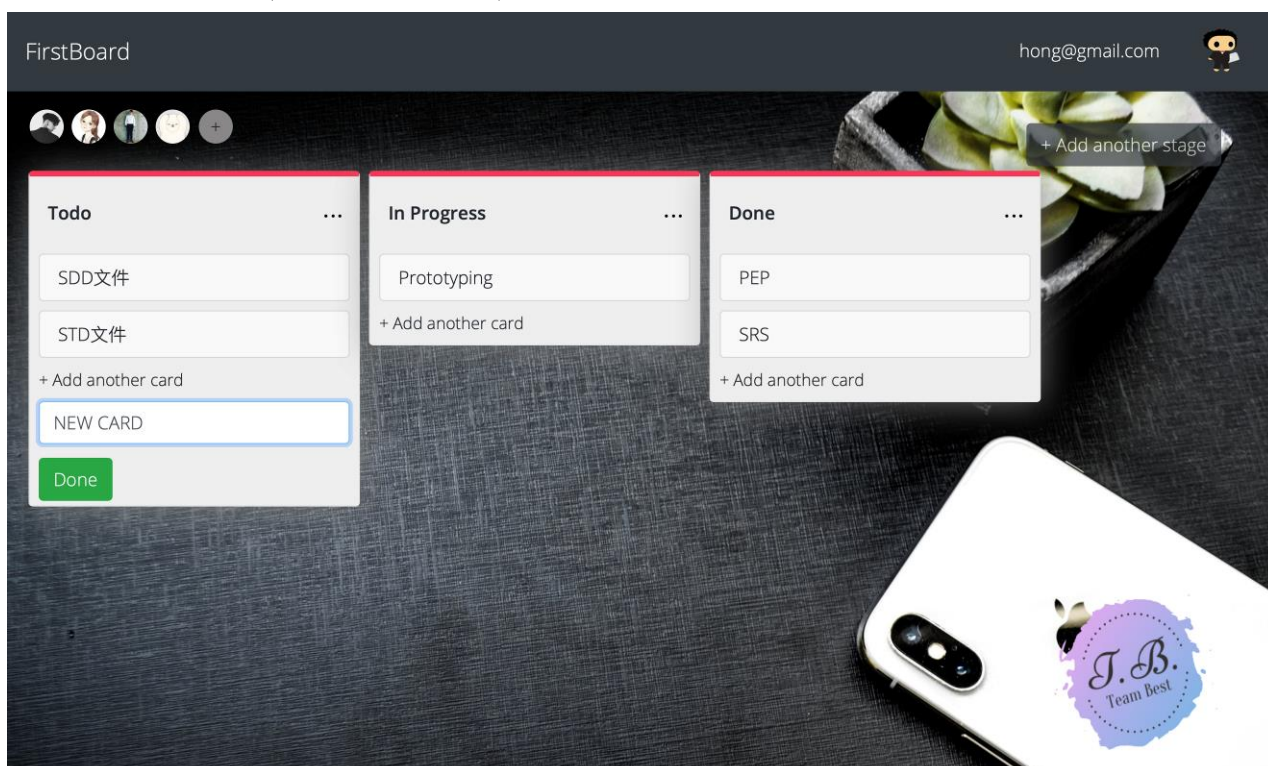 FirstBoard
hong@gmail.com
+
+ Add another stage
Todo
...
SDD文件
STD文件
+ Add another card
NEW CARD
Done
In Progress
...
Prototyping
+ Add another card
Done
...
PEP
SRS
+ Add another card
T.B.
Team Best